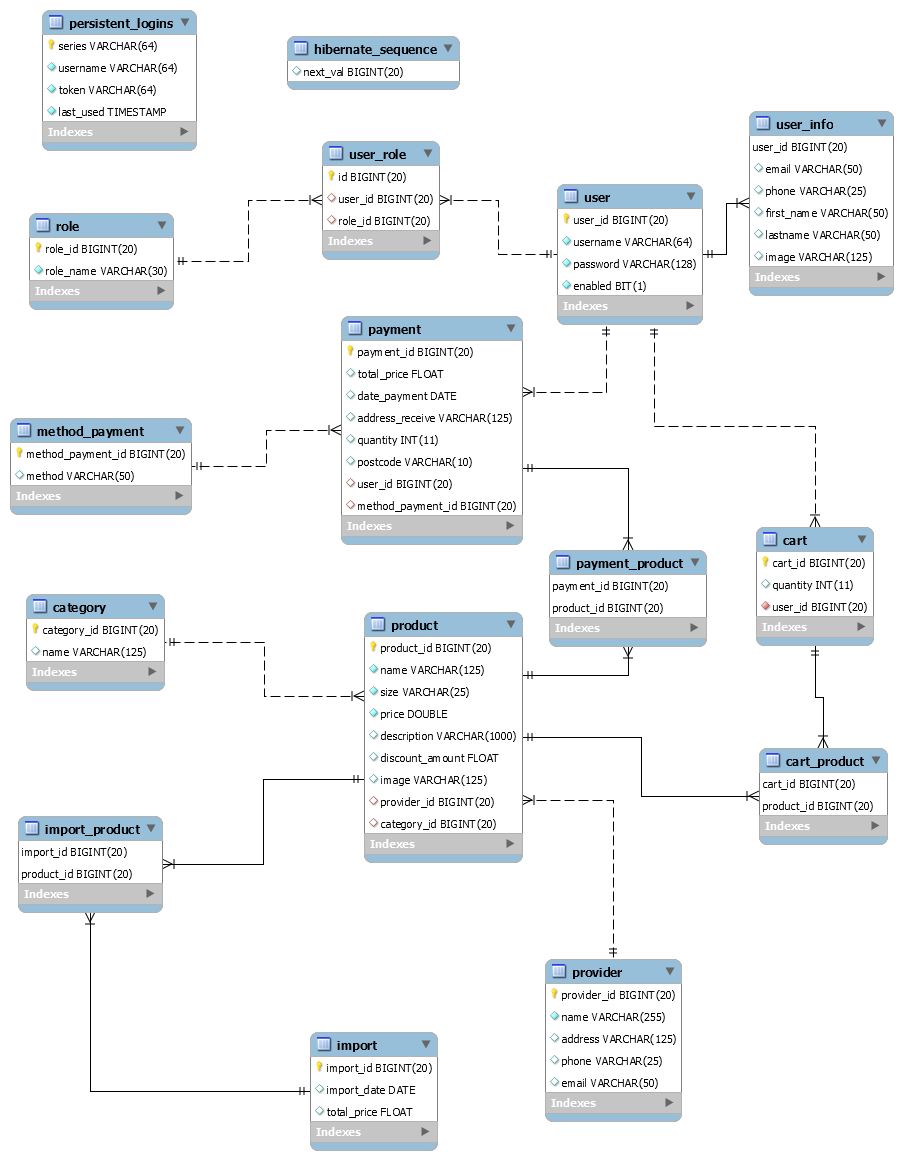 persistent_logins
series VARCHAR(64)
username VARCHAR(64)
token VARCHAR(64)
last_used TIMESTAMP
Indexes
hibernate_sequence
next_val BIGINT(20)
user_info
user_id BIGINT(20)
email VARCHAR(50)
phone VARCHAR(25)
first_name VARCHAR(50)
lastname VARCHAR(50)
image VARCHAR(125)
Indexes
user_role
id BIGINT(20)
user_id BIGINT(20)
role_id BIGINT(20)
Indexes
user
user_id BIGINT(20)
username VARCHAR(64)
password VARCHAR(128)
enabled BIT(1)
Indexes
role
role_id BIGINT(20)
role_name VARCHAR(30)
Indexes
payment
payment_id BIGINT(20)
total_price FLOAT
date_payment DATE
address_receive VARCHAR(125)
quantity INT(11)
postcode VARCHAR(10)
user_id BIGINT(20)
method_payment_id BIGINT(20)
Indexes
method_payment
method_payment_id BIGINT(20)
method VARCHAR(50)
Indexes
cart
cart_id BIGINT(20)
quantity INT(11)
user_id BIGINT(20)
Indexes
payment_product
payment_id BIGINT(20)
product_id BIGINT(20)
Indexes
category
category_id BIGINT(20)
name VARCHAR(125)
Indexes
product
product_id BIGINT(20)
name VARCHAR(125)
size VARCHAR(25)
price DOUBLE
description VARCHAR(1000)
discount_amount FLOAT
image VARCHAR(125)
provider_id BIGINT(20)
category_id BIGINT(20)
Indexes
cart_product
cart_id BIGINT(20)
product_id BIGINT(20)
Indexes
import_product
import_id BIGINT(20)
product_id BIGINT(20)
Indexes
provider
provider_id BIGINT(20)
name VARCHAR(255)
address VARCHAR(125)
phone VARCHAR(25)
email VARCHAR(50)
Indexes
import
import_id BIGINT(20)
import_date DATE
total_price FLOAT
Indexes